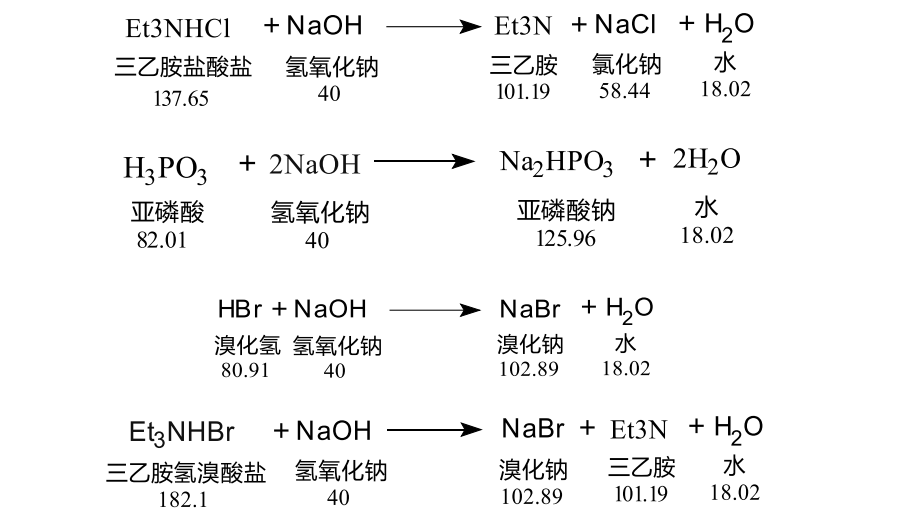 Et3NHCl + NaOH ⟶ Et3N + NaCl + H₂O
三乙胺盐酸盐 氢氧化钠 三乙胺 氯化钠 水
137.65 40 101.19 58.44 18.02
H₃PO₃ + 2NaOH ⟶ Na₂HPO₃ + 2H₂O
亚磷酸 氢氧化钠 亚磷酸钠 水
82.01 40 125.96 18.02
HBr + NaOH ⟶ NaBr + H₂O
溴化氢 氢氧化钠 溴化钠 水
80.91 40 102.89 18.02
Et₃NHBr + NaOH ⟶ NaBr + Et3N + H₂O
三乙胺氢溴酸盐 氢氧化钠 溴化钠 三乙胺 水
182.1 40 102.89 101.19 18.02